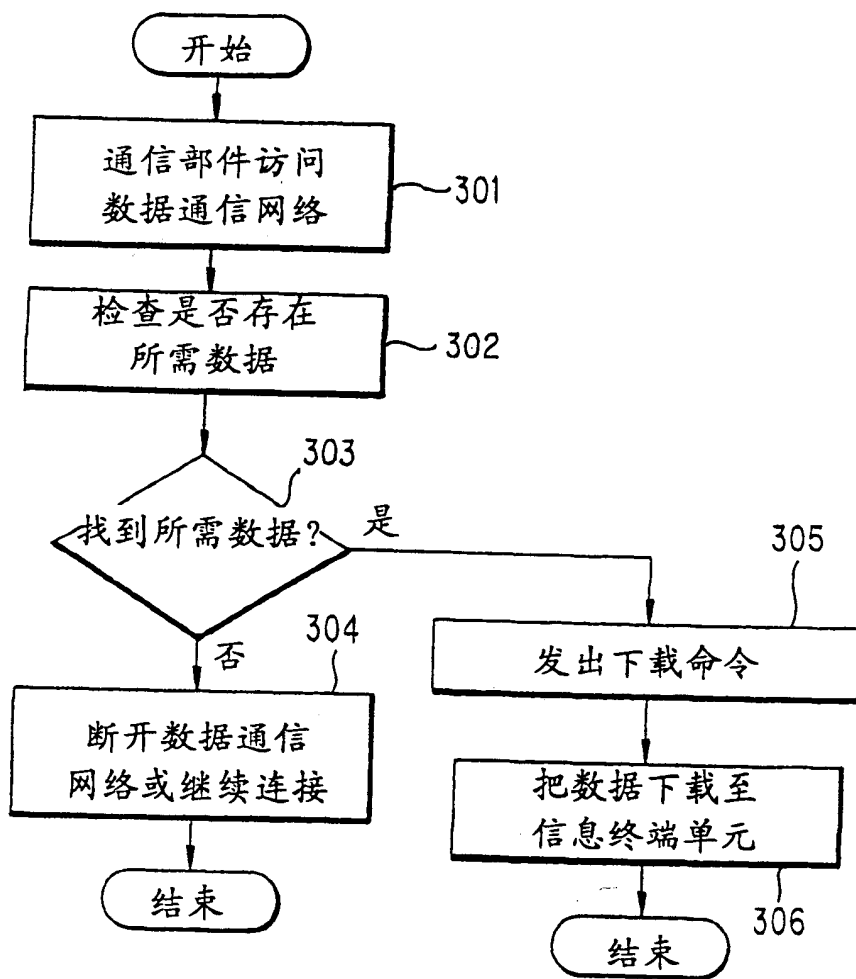 开始
通信部件访问
数据通信网络
301
检查是否存在
所需数据
302
303
找到所需数据?
是
否
304
断开数据通信
网络或继续连接
结束
305
发出下载命令
把数据下载至
信息终端单元
306
结束